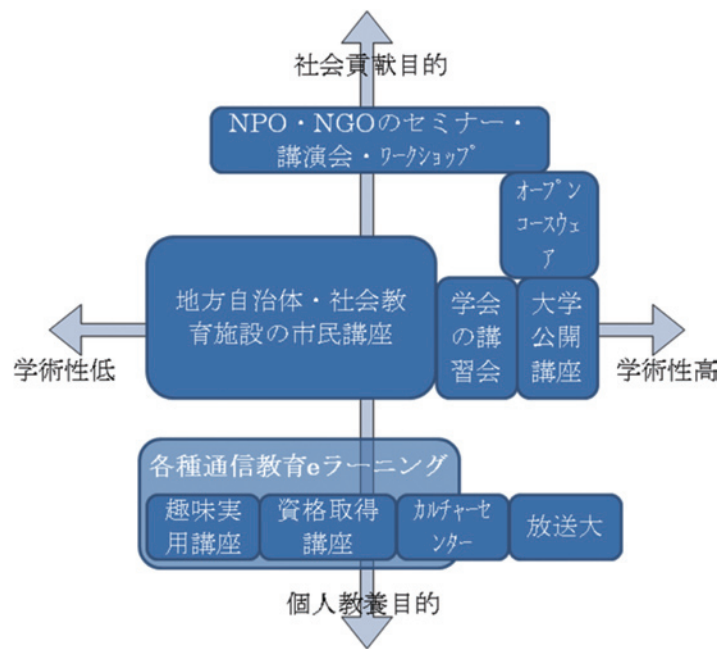 社会貢献目的
NPO・NGOのセミナー・
講演会・ﾜｰｸｼｮｯﾌﾟ
ｵｰﾌﾟﾝ
ｺｰｽｳｪ
ｱ
地方自治体・社会教
育施設の市民講座
学会
の講
習会
大学
公開
講座
学術性低
学術性高
各種通信教育eラーニング
趣味実
用講座
資格取得
講座
ｶﾙﾁｬｰｾ
ﾝﾀｰ
放送大
個人教養目的